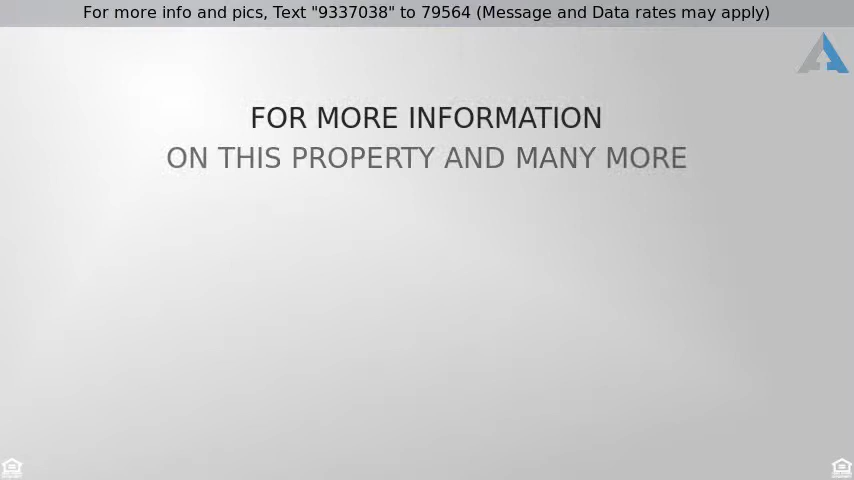 For more info and pics, Text "9337038" to 79564 (Message and Data rates may apply)
FOR MORE INFORMATION
ON THIS PROPERTY AND MANY MORE